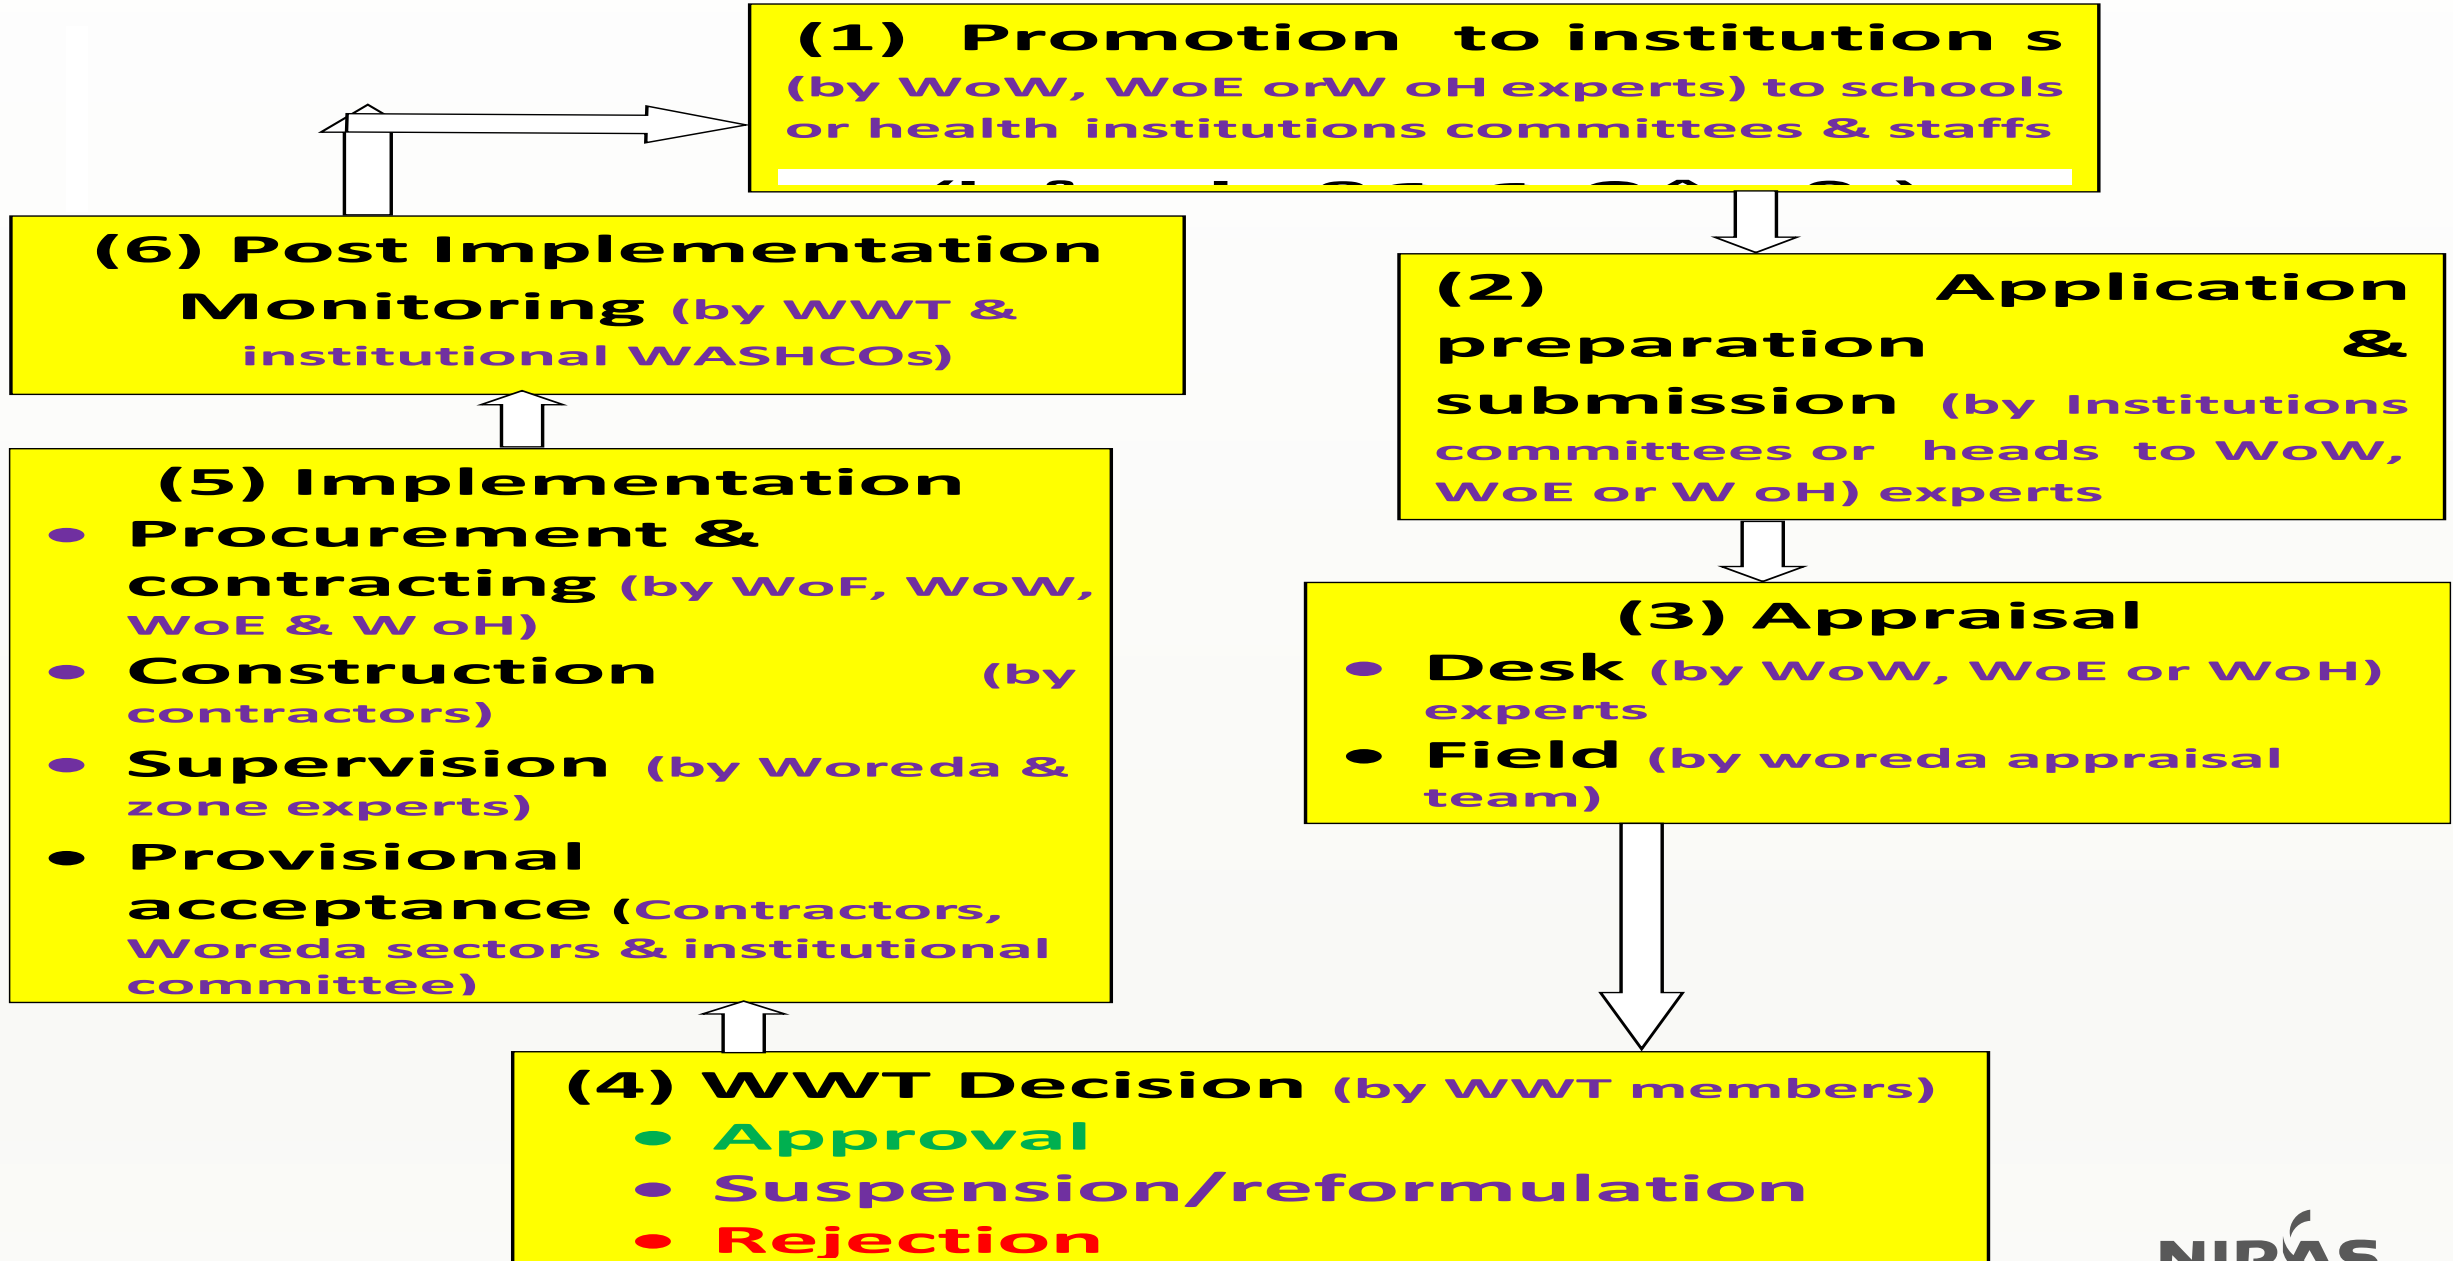 (1) Promotion to institution s
(by WoW, WoE orW oH experts) to schools
or health institutions committees & staffs
(2) Application
preparation &
submission (by Institutions
committees or heads to WoW,
WoE or W oH) experts
(3) Appraisal
• Desk (by WoW, WoE or WoH)
experts
• Field (by woreda appraisal
team)
(4) WWT Decision (by WWT members)
• Approval
• Suspension/reformulation
• Rejection
(5) Implementation
• Procurement &
contracting (by WoF, WoW,
WoE & W oH)
• Construction (by
contractors)
• Supervision (by Woreda &
zone experts)
• Provisional
acceptance (Contractors,
Woreda sectors & institutional
committee)
(6) Post Implementation
Monitoring (by WWT &
institutional WASHCOs)
NIRAS